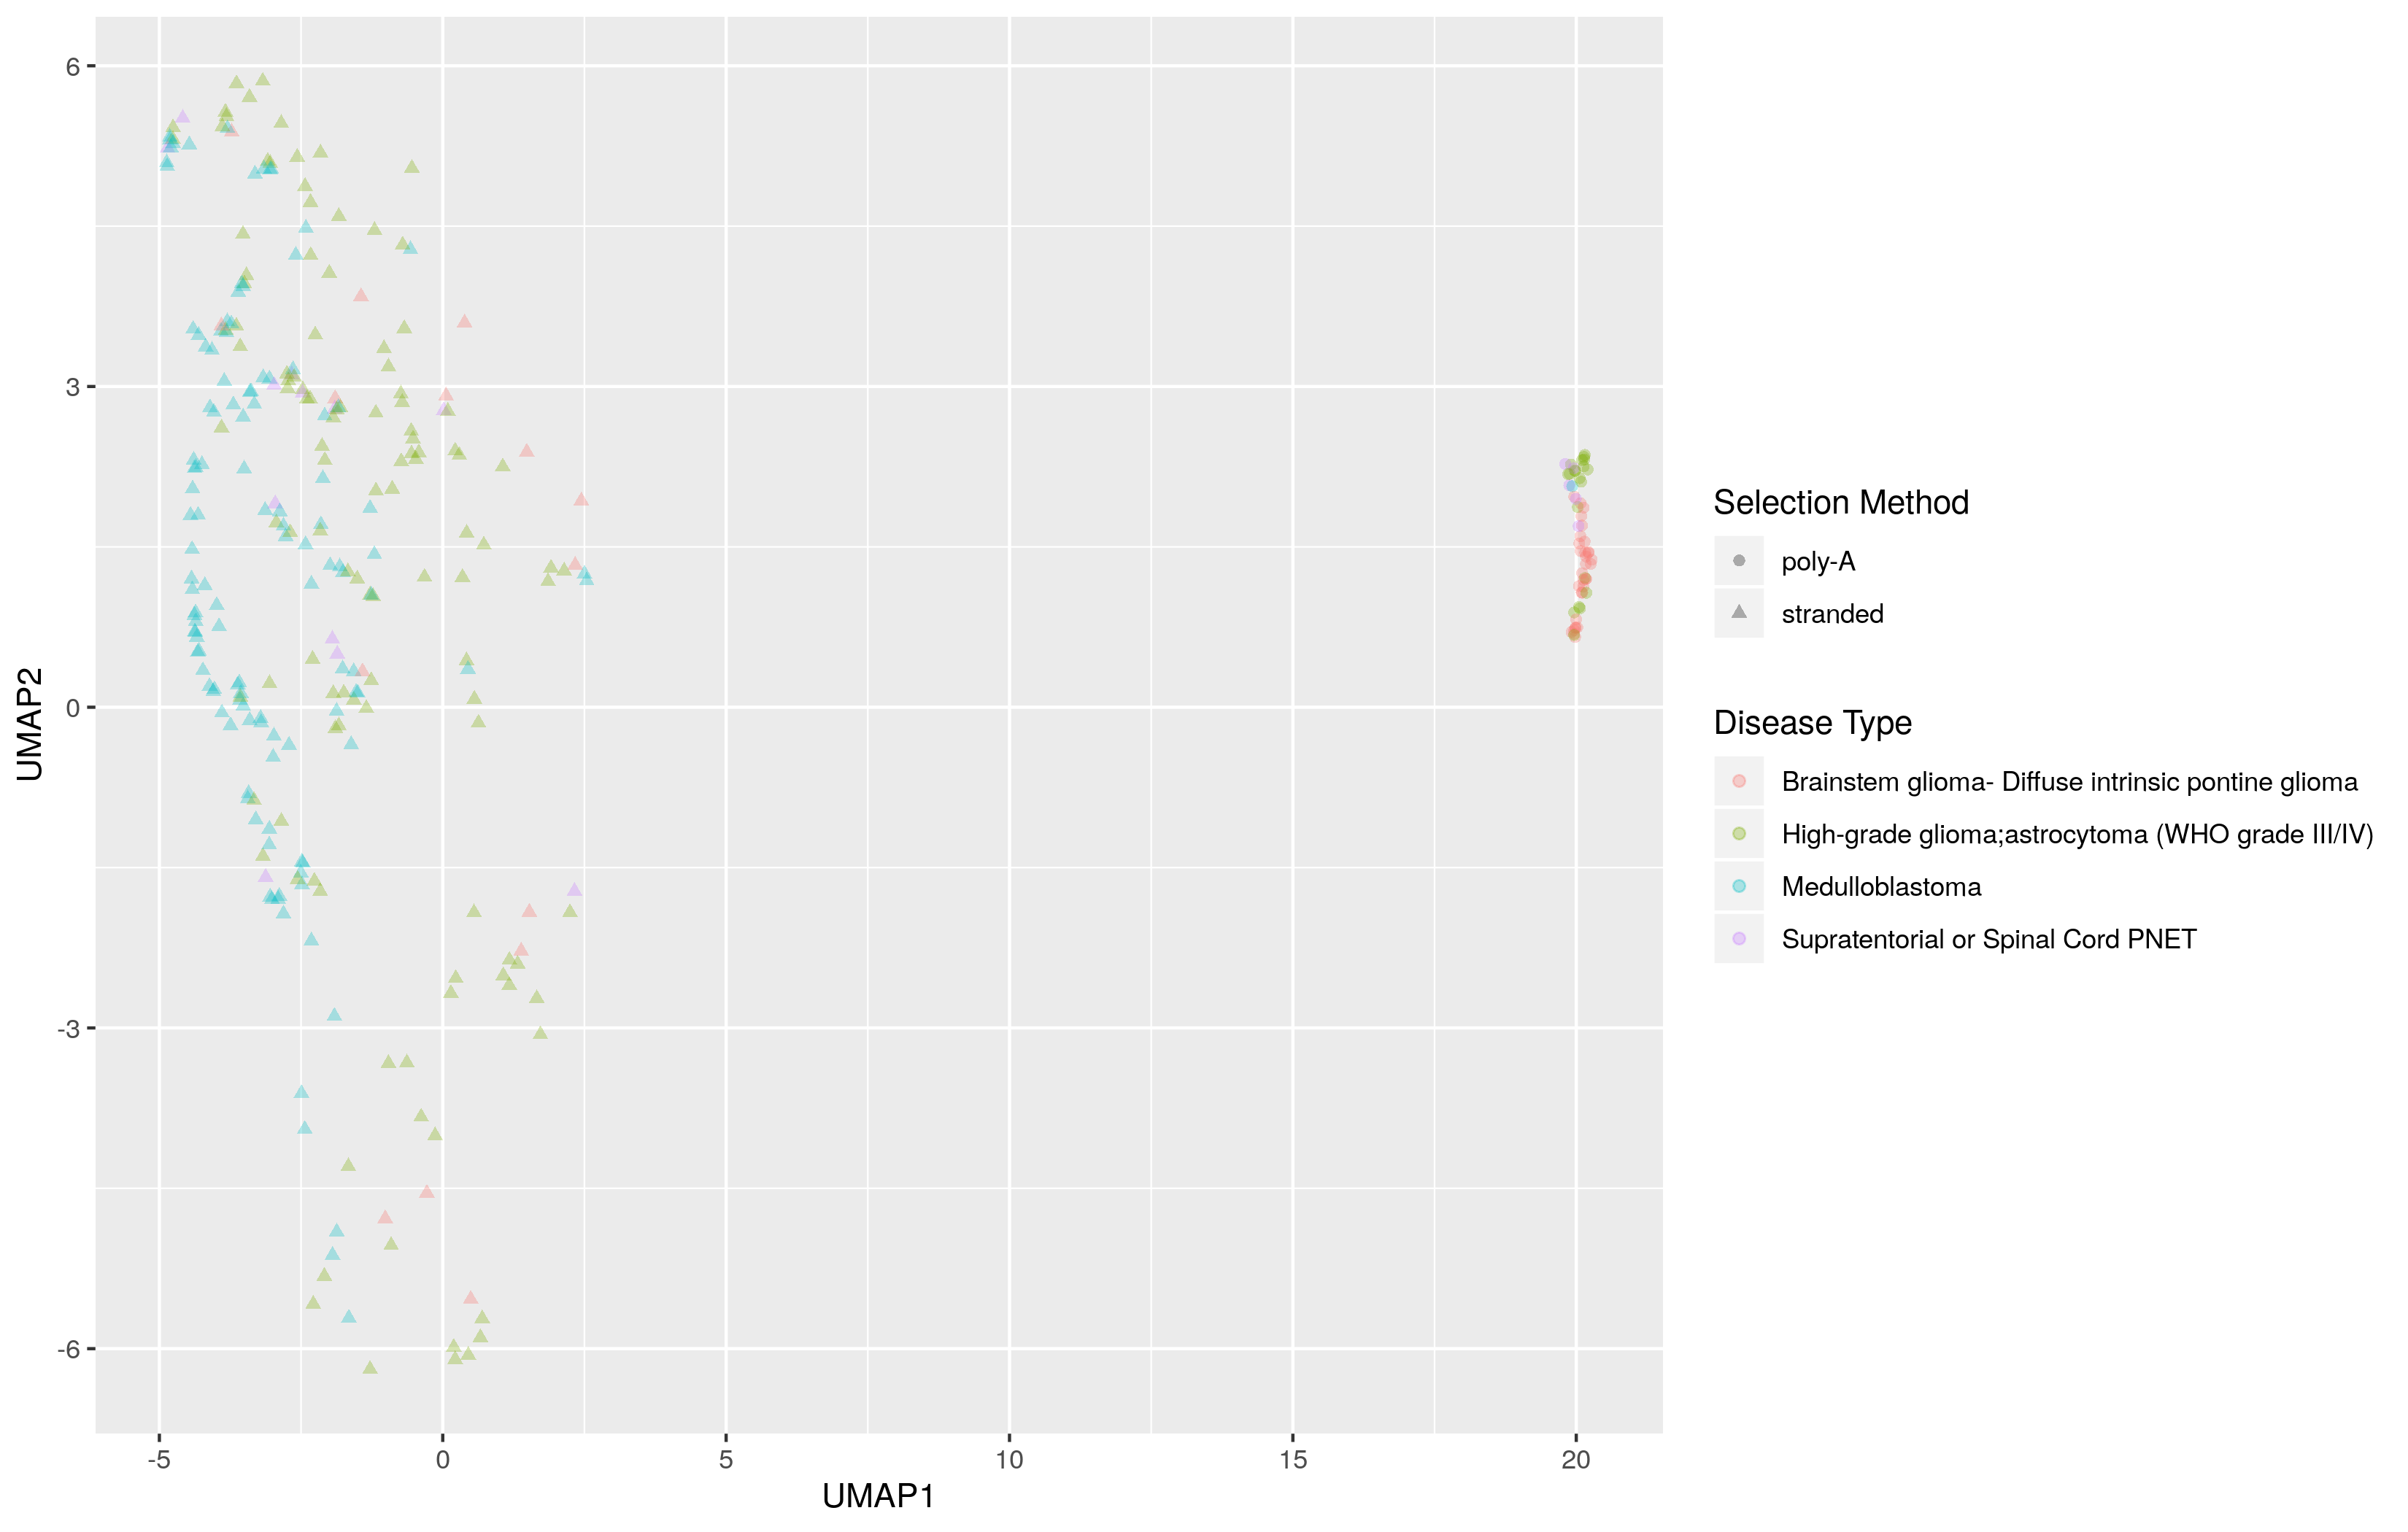 6
3
0
-3
-6
UMAP2
-5
0
5
10
15
20
UMAP1
Selection Method
poly-A
stranded
Disease Type
Brainstem glioma- Diffuse intrinsic pontine glioma
High-grade glioma;astrocytoma (WHO grade III/IV)
Medulloblastoma
Supratentorial or Spinal Cord PNET